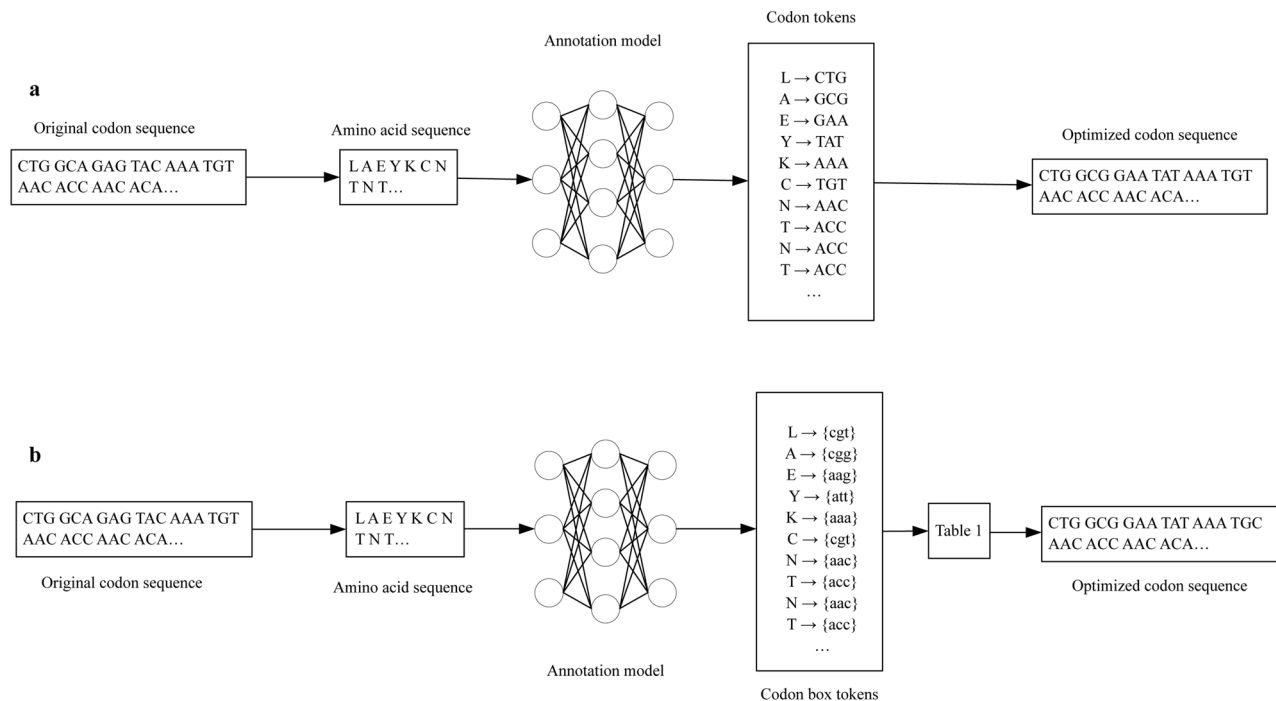 a
Original codon sequence
CTG GCA GAG TAC AAA TGT
AAC ACC AAC ACA…
Amino acid sequence
L A E Y K C N
T N T…
Annotation model
Codon tokens
L → CTG
A → GCG
E → GAA
Y → TAT
K → AAA
C → TGT
N → AAC
T → ACC
N → ACC
T → ACC
…
Optimized codon sequence
CTG GCG GAA TAT AAA TGT
AAC ACC AAC ACA…
b
CTG GCA GAG TAC AAA TGT
AAC ACC AAC ACA…
Original codon sequence
L A E Y K C N
T N T…
Amino acid sequence
Annotation model
L → {cgt}
A → {cgg}
E → {aag}
Y → {att}
K → {aaa}
C → {cgt}
N → {aac}
T → {acc}
N → {aac}
T → {acc}
…
Codon box tokens
Table 1
CTG GCG GAA TAT AAA TGC
AAC ACC AAC ACA…
Optimized codon sequence